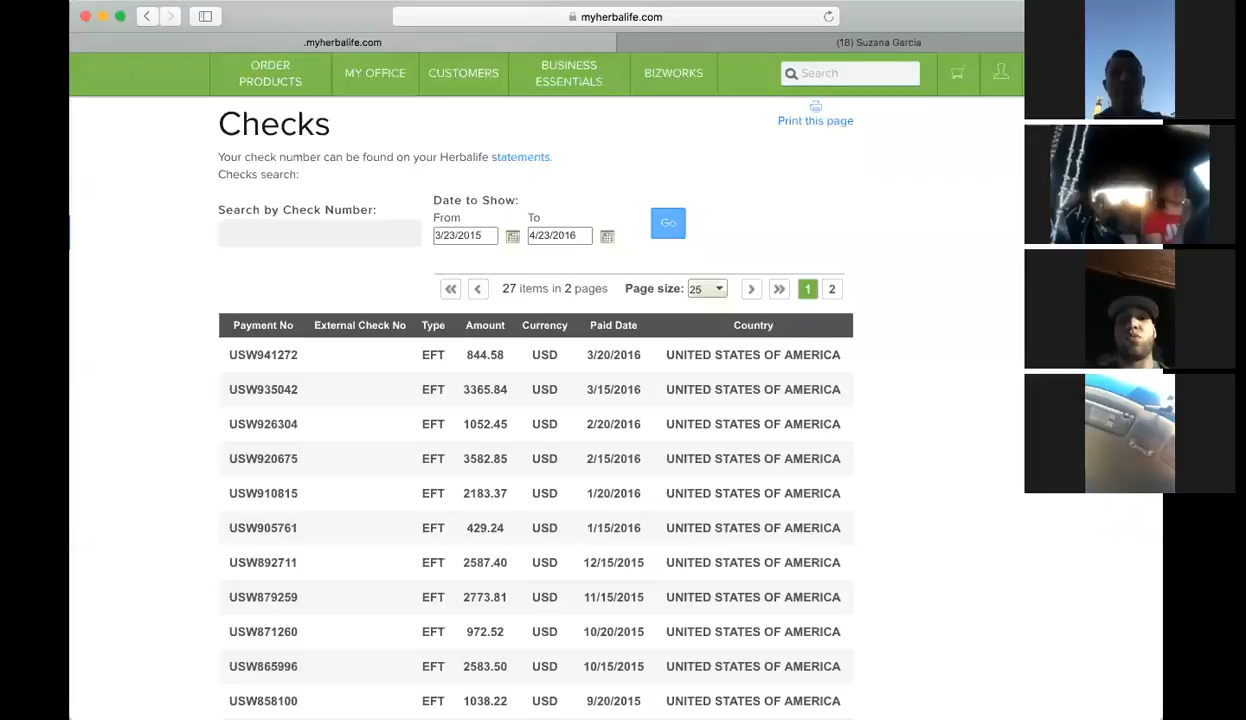 myherbalife.com
.myherbalife.com
(18) Suzana Garcia
ORDER PRODUCTS
MY OFFICE
CUSTOMERS
BUSINESS ESSENTIALS
BIZWORKS
Search
Checks
Print this page
Your check number can be found on your Herbalife statements.
Checks search:
Search by Check Number:
Date to Show:
From To
3/23/2015 4/23/2016
Go
27 items in 2 pages Page size: 25 1 2
Payment No External Check No Type Amount Currency Paid Date Country
USW941272 EFT 844.58 USD 3/20/2016 UNITED STATES OF AMERICA
USW935042 EFT 3365.84 USD 3/15/2016 UNITED STATES OF AMERICA
USW926304 EFT 1052.45 USD 2/20/2016 UNITED STATES OF AMERICA
USW920675 EFT 3582.85 USD 2/15/2016 UNITED STATES OF AMERICA
USW910815 EFT 2183.37 USD 1/20/2016 UNITED STATES OF AMERICA
USW905761 EFT 429.24 USD 1/15/2016 UNITED STATES OF AMERICA
USW892711 EFT 2587.40 USD 12/15/2015 UNITED STATES OF AMERICA
USW879259 EFT 2773.81 USD 11/15/2015 UNITED STATES OF AMERICA
USW871260 EFT 972.52 USD 10/20/2015 UNITED STATES OF AMERICA
USW865996 EFT 2583.50 USD 10/15/2015 UNITED STATES OF AMERICA
USW858100 EFT 1038.22 USD 9/20/2015 UNITED STATES OF AMERICA